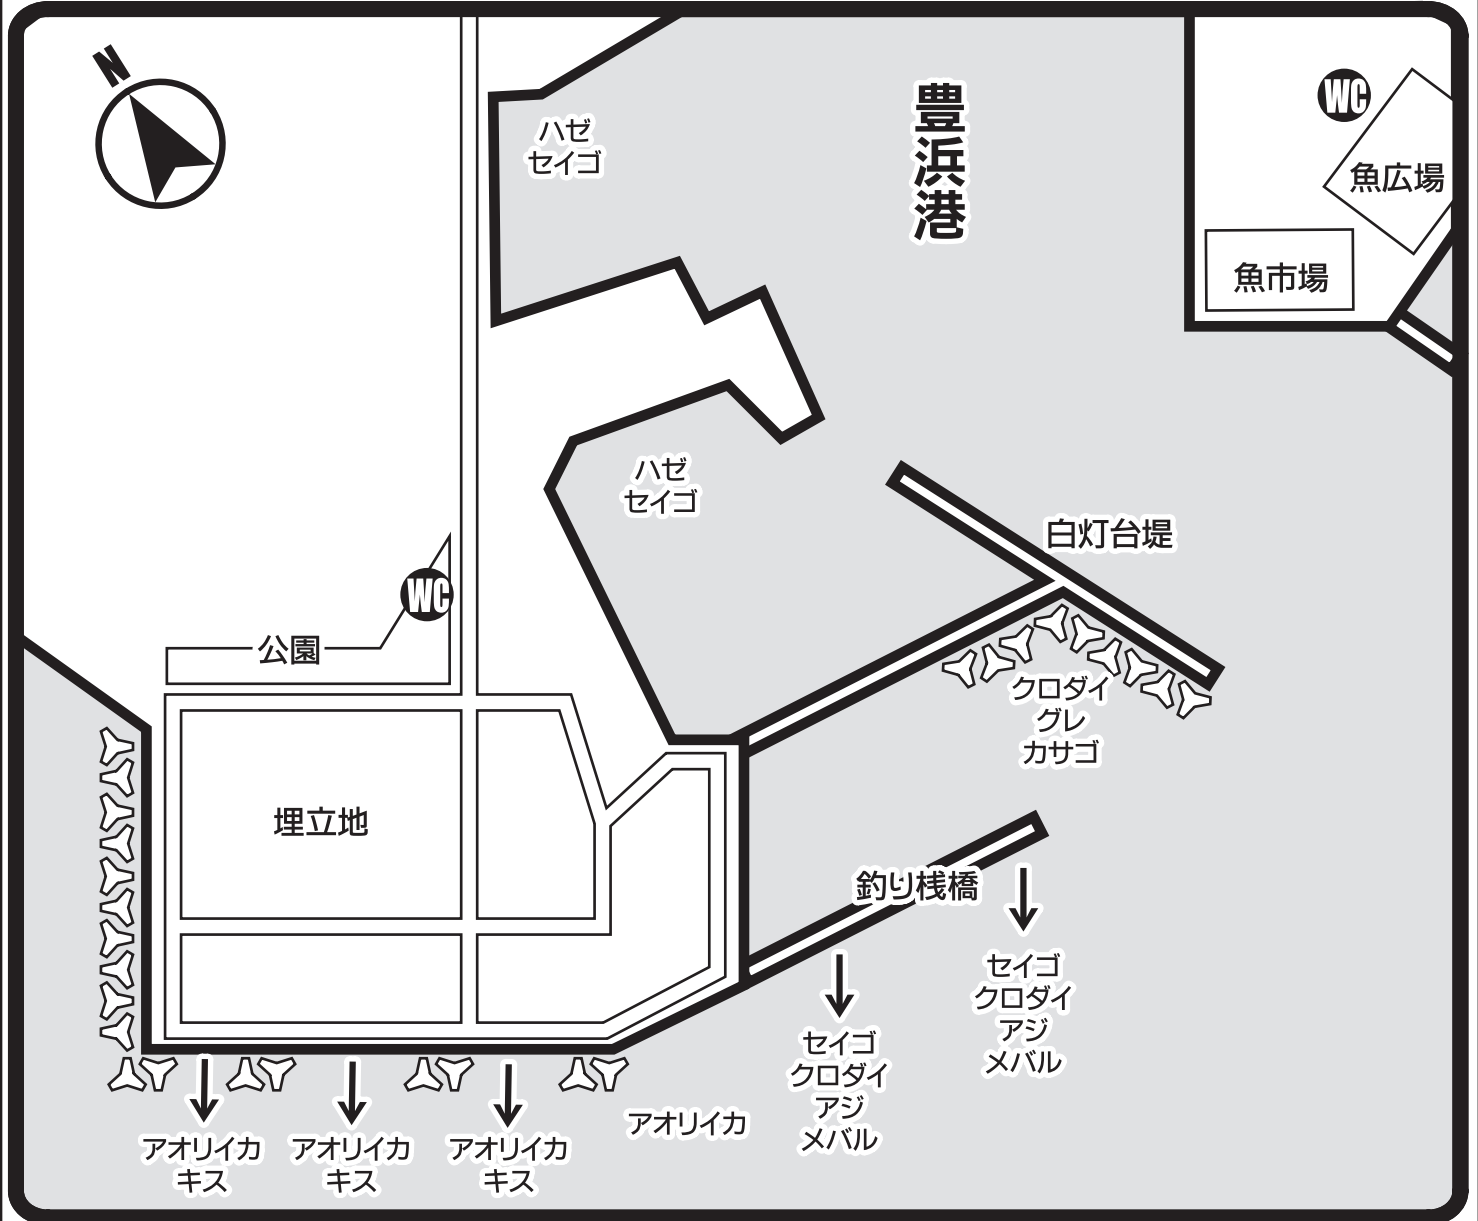 N
豊浜港
WC
魚広場
魚市場
ハゼ
セイゴ
ハゼ
セイゴ
白灯台堤
WC
公園
クロダイ
グレ
カサゴ
埋立地
釣り桟橋
セイゴ
クロダイ
アジ
メバル
セイゴ
クロダイ
アジ
メバル
アオリイカ
アオリイカ
キス
アオリイカ
キス
アオリイカ
キス